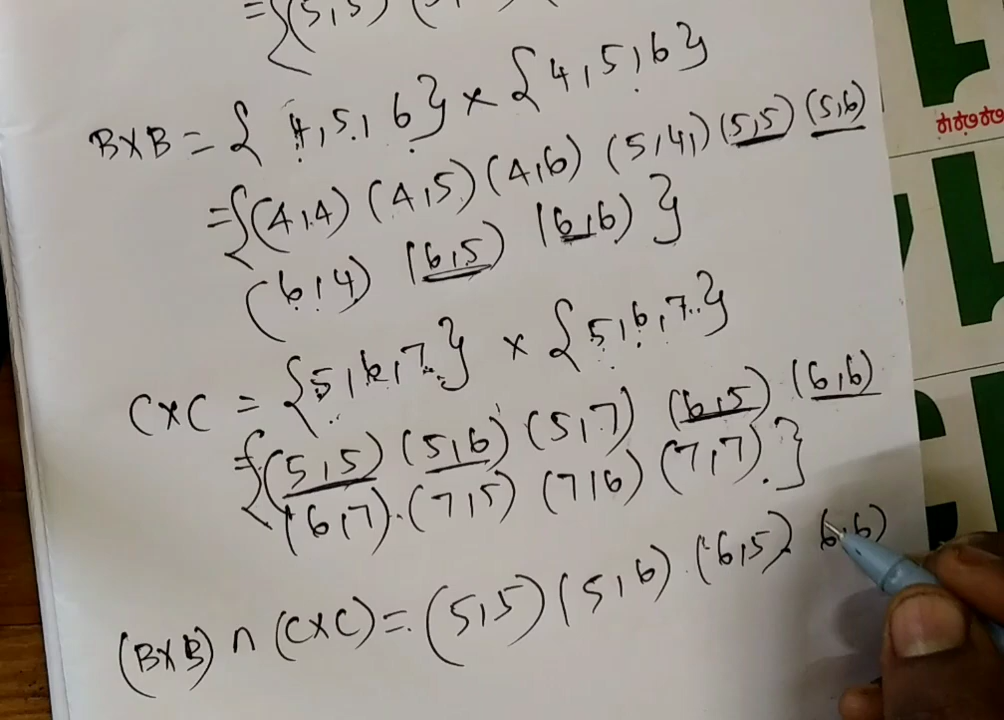 ={(5,5)
B×B = { 4,5,6} × {4,5,6}
={(4,4) (4,5) (4,6) (5,4,) (5,5) (5,6)
(6,4) (6,5) (6,6) }
C×C = {5,6,7} × {5,6,7..}
={(5,5) (5,6) (5,7) (6,5) (6,6)
(6,7).(7,5) (7,6) (7,7).}
(B×B) ∩ (C×C) = (5,5) (5,6) (6,5) 6,6)